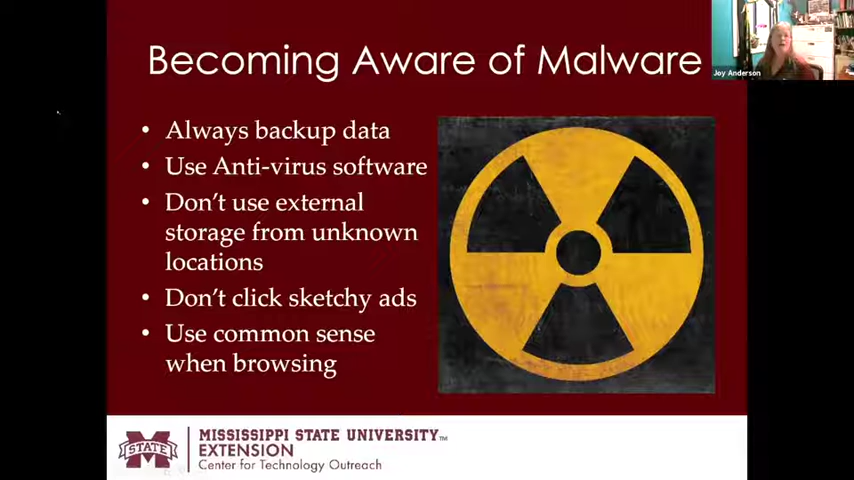 Becoming Aware of Malware
Joy Anderson
• Always backup data
• Use Anti-virus software
• Don’t use external
storage from unknown
locations
• Don’t click sketchy ads
• Use common sense
when browsing
STATE
MISSISSIPPI STATE UNIVERSITY™
EXTENSION
Center for Technology Outreach